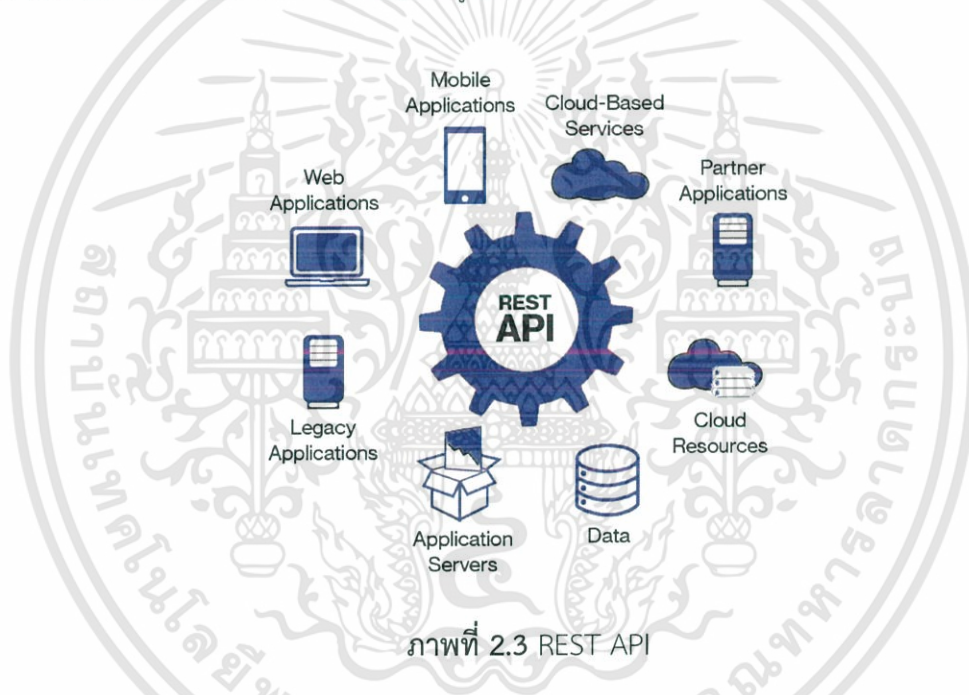 Mobile
Applications
Cloud-Based
Services
Partner
Applications
Web
Applications
REST
API
Legacy
Applications
Cloud
Resources
Application
Servers
Data
ภาพที่ 2.3 REST API